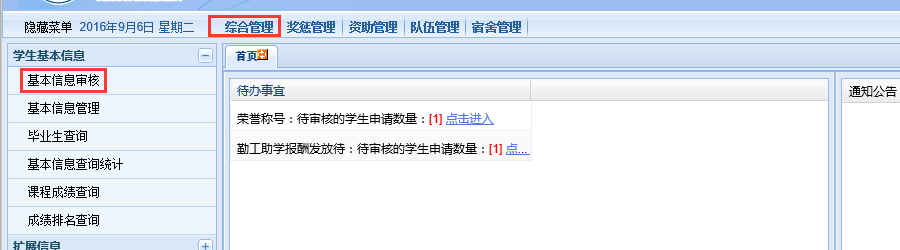 隐藏菜单 2016年9月6日 星期二 综合管理 奖惩管理 资助管理 队伍管理 宿舍管理
学生基本信息
基本信息审核
基本信息管理
毕业生查询
基本信息查询统计
课程成绩查询
成绩排名查询
扩展信息
首页
待办事宜
荣誉称号：待审核的学生申请数量：[1] 点击进入
勤工助学报酬发放待：待审核的学生申请数量：[1] 点...
通知公告